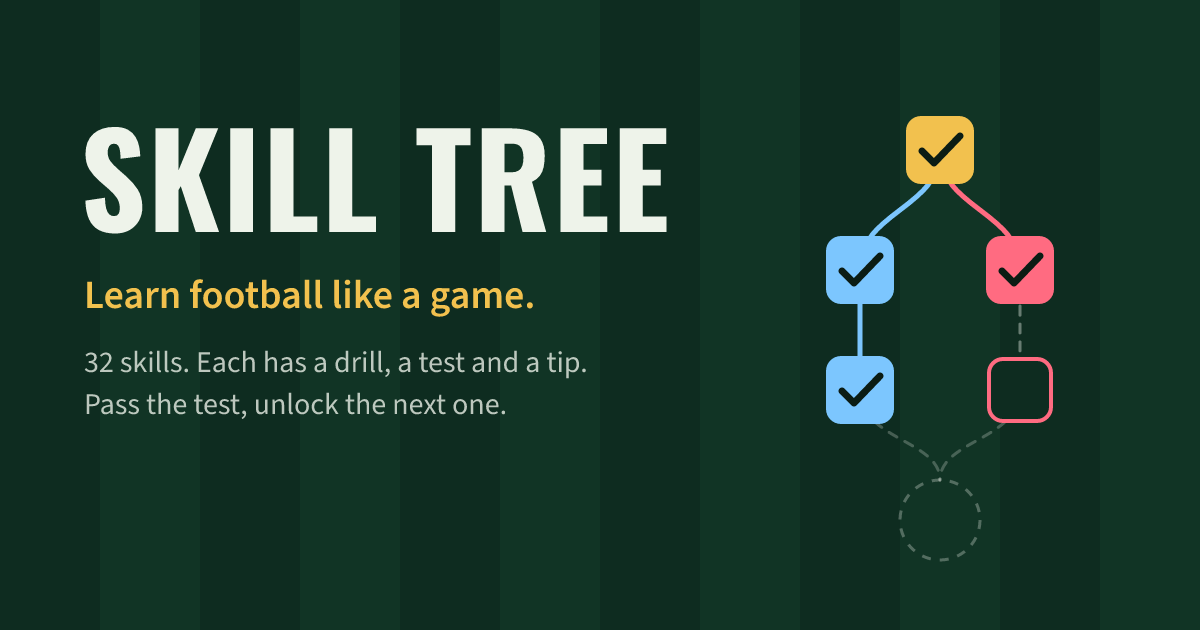 SKILL TREE
Learn football like a game.
32 skills. Each has a drill, a test and a tip.
Pass the test, unlock the next one.